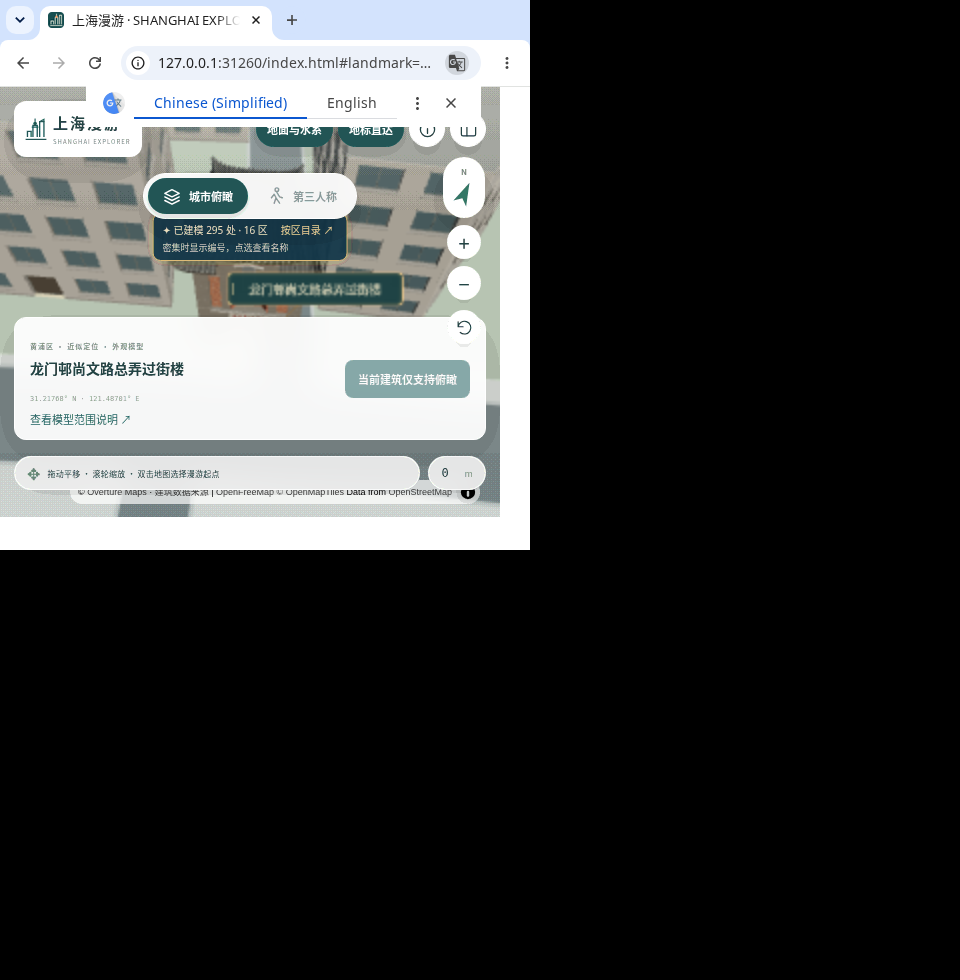 上海漫游 · SHANGHAI EXPLO
127.0.0.1:31260/index.html#landmark=...
Chinese (Simplified)
English
上海漫游
SHANGHAI EXPLORER
地面与水系
地标直达
N
城市俯瞰
第三人称
✦ 已建模 295 处 · 16 区 按区目录 ↗
密集时显示编号，点选查看名称
龙门邨尚文路总弄过街楼
黄浦区 · 近似定位 · 外观模型
龙门邨尚文路总弄过街楼
当前建筑仅支持俯瞰
31.21768° N · 121.48781° E
查看模型范围说明 ↗
拖动平移 · 滚轮缩放 · 双击地图选择漫游起点
0 m
© Overture Maps · 建筑数据来源 | OpenFreeMap © OpenMapTiles Data from OpenStreetMap